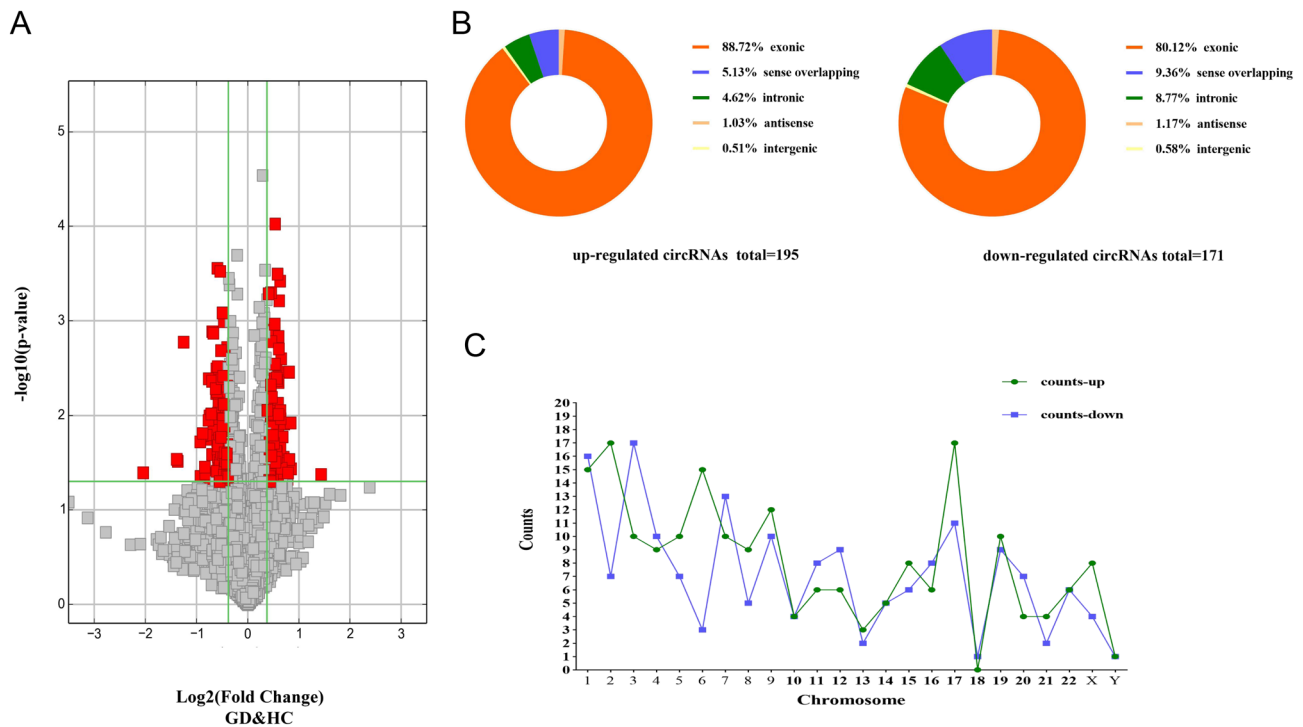 A
-log10(p-value)
5
4
3
2
1
0
−3 −2 −1 0 1 2 3
Log2(Fold Change)
GD&HC
B
88.72% exonic
5.13% sense overlapping
4.62% intronic
1.03% antisense
0.51% intergenic
up-regulated circRNAs total=195
80.12% exonic
9.36% sense overlapping
8.77% intronic
1.17% antisense
0.58% intergenic
down-regulated circRNAs total=171
C
counts-up
counts-down
Counts
20
19
18
17
16
15
14
13
12
11
10
9
8
7
6
5
4
3
2
1
0
1 2 3 4 5 6 7 8 9 10 11 12 13 14 15 16 17 18 19 20 21 22 X Y
Chromosome